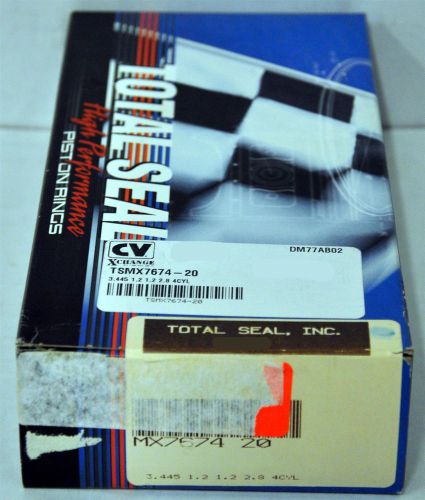 TOTAL SEAL
High Performance
PISTON RINGS
CV
XCHANGE
DM77AB02
TSMX7674-20
3.445 1.2 1.2 2.8 4CYL
TSMX7674-20
TOTAL SEAL, INC.
MX7674 20
3.445 1.2 1.2 2.8 4CYL